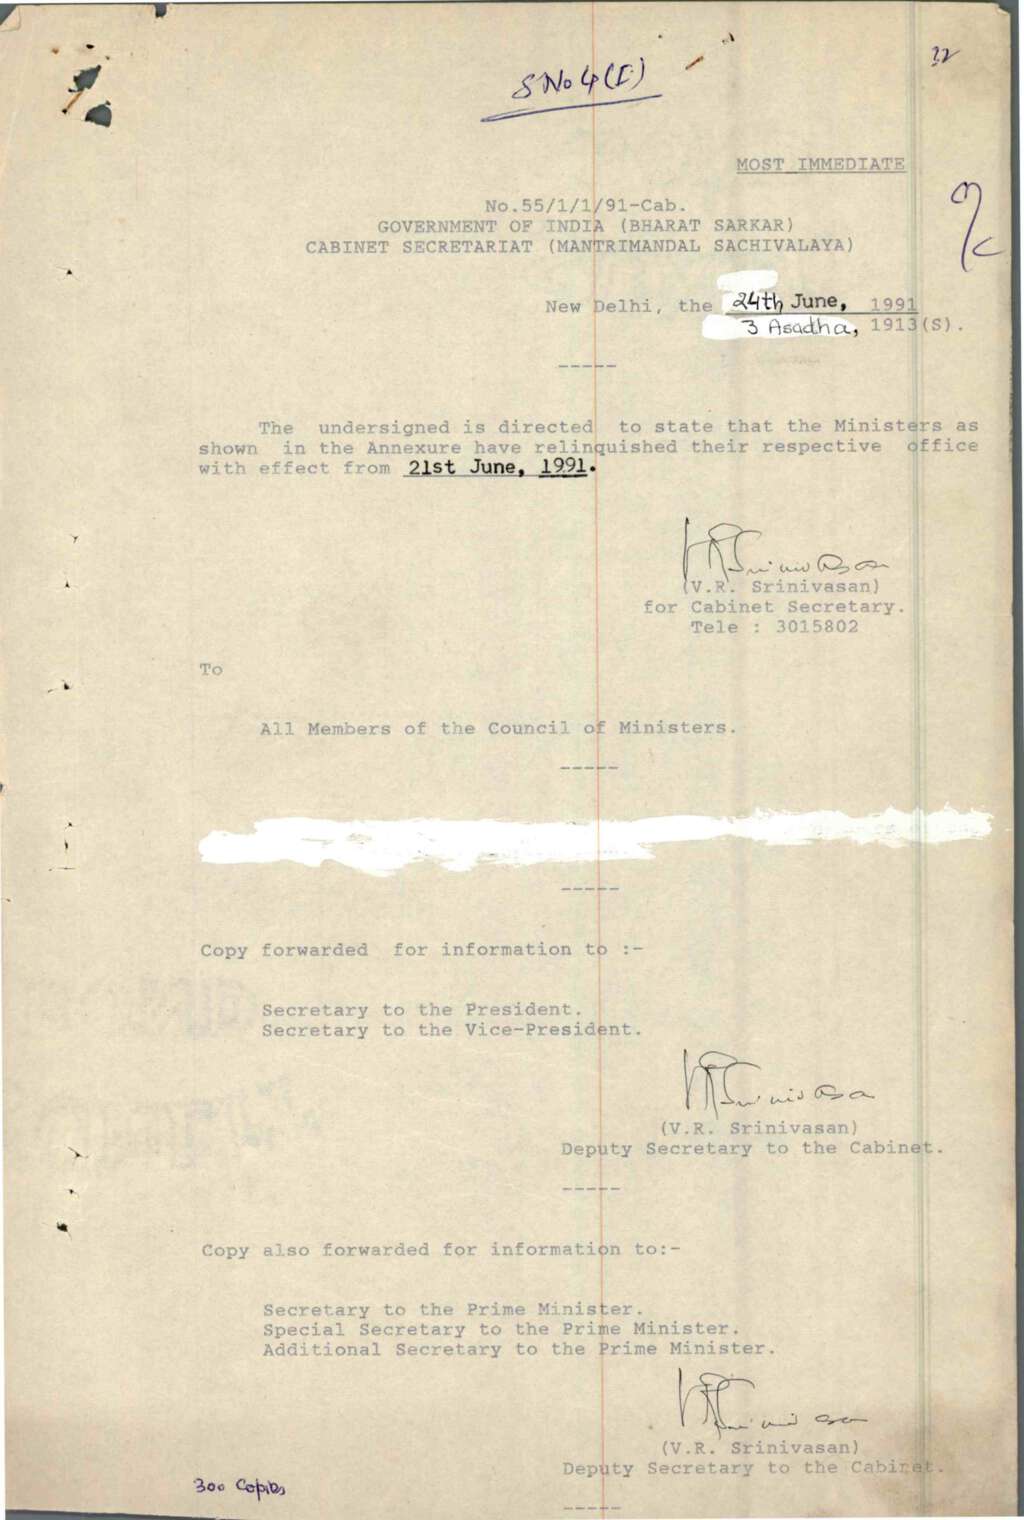 S.No 4(I)
32
MOST IMMEDIATE
No.55/1/1/91-Cab.
GOVERNMENT OF INDIA (BHARAT SARKAR)
CABINET SECRETARIAT (MANTRIMANDAL SACHIVALAYA)
New Delhi, the 24th June, 1991
3 Asadha, 1913(S).
-----
The undersigned is directed to state that the Ministers as
shown in the Annexure have relinquished their respective office
with effect from 21st June, 1991.
(V.R. Srinivasan)
for Cabinet Secretary.
Tele : 3015802
To
All Members of the Council of Ministers.
-----
-----
Copy forwarded for information to :-
Secretary to the President.
Secretary to the Vice-President.
(V.R. Srinivasan)
Deputy Secretary to the Cabinet.
-----
Copy also forwarded for information to:-
Secretary to the Prime Minister.
Special Secretary to the Prime Minister.
Additional Secretary to the Prime Minister.
(V.R. Srinivasan)
Deputy Secretary to the Cabinet.
300 Copies
-----